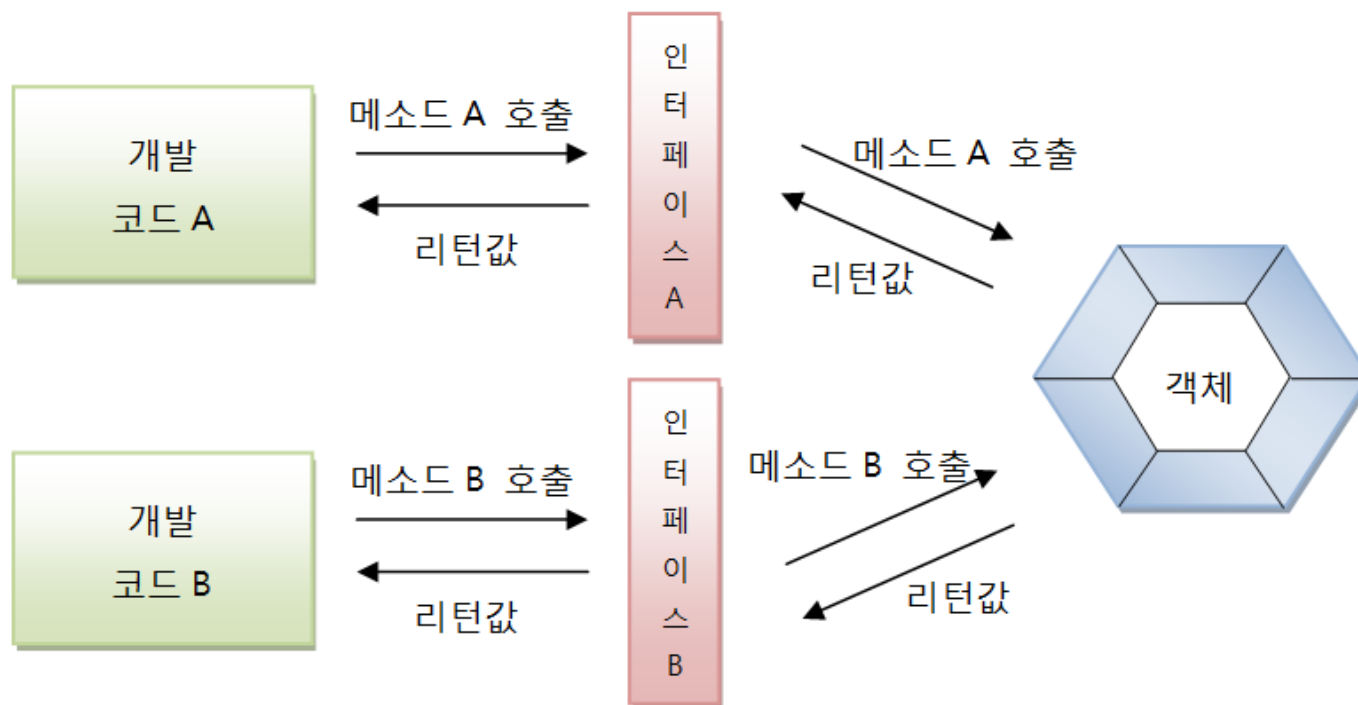 개발
코드 A
메소드 A 호출
리턴값
인
터
페
이
스
A
메소드 A 호출
리턴값
객체
개발
코드 B
메소드 B 호출
리턴값
인
터
페
이
스
B
메소드 B 호출
리턴값